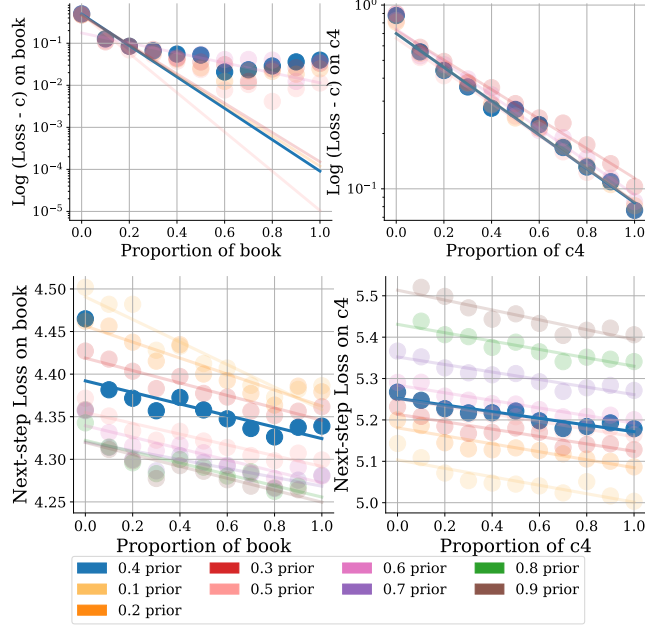 Log (Loss - c) on book
10⁻¹
10⁻²
10⁻³
10⁻⁴
10⁻⁵
0.0 0.2 0.4 0.6 0.8 1.0
Proportion of book
Log (Loss - c) on c4
10⁰
10⁻¹
0.0 0.2 0.4 0.6 0.8 1.0
Proportion of c4
Next-step Loss on book
4.50
4.45
4.40
4.35
4.30
4.25
0.0 0.2 0.4 0.6 0.8 1.0
Proportion of book
Next-step Loss on c4
5.5
5.4
5.3
5.2
5.1
5.0
0.0 0.2 0.4 0.6 0.8 1.0
Proportion of c4
0.4 prior 0.3 prior 0.6 prior 0.8 prior
0.1 prior 0.5 prior 0.7 prior 0.9 prior
0.2 prior